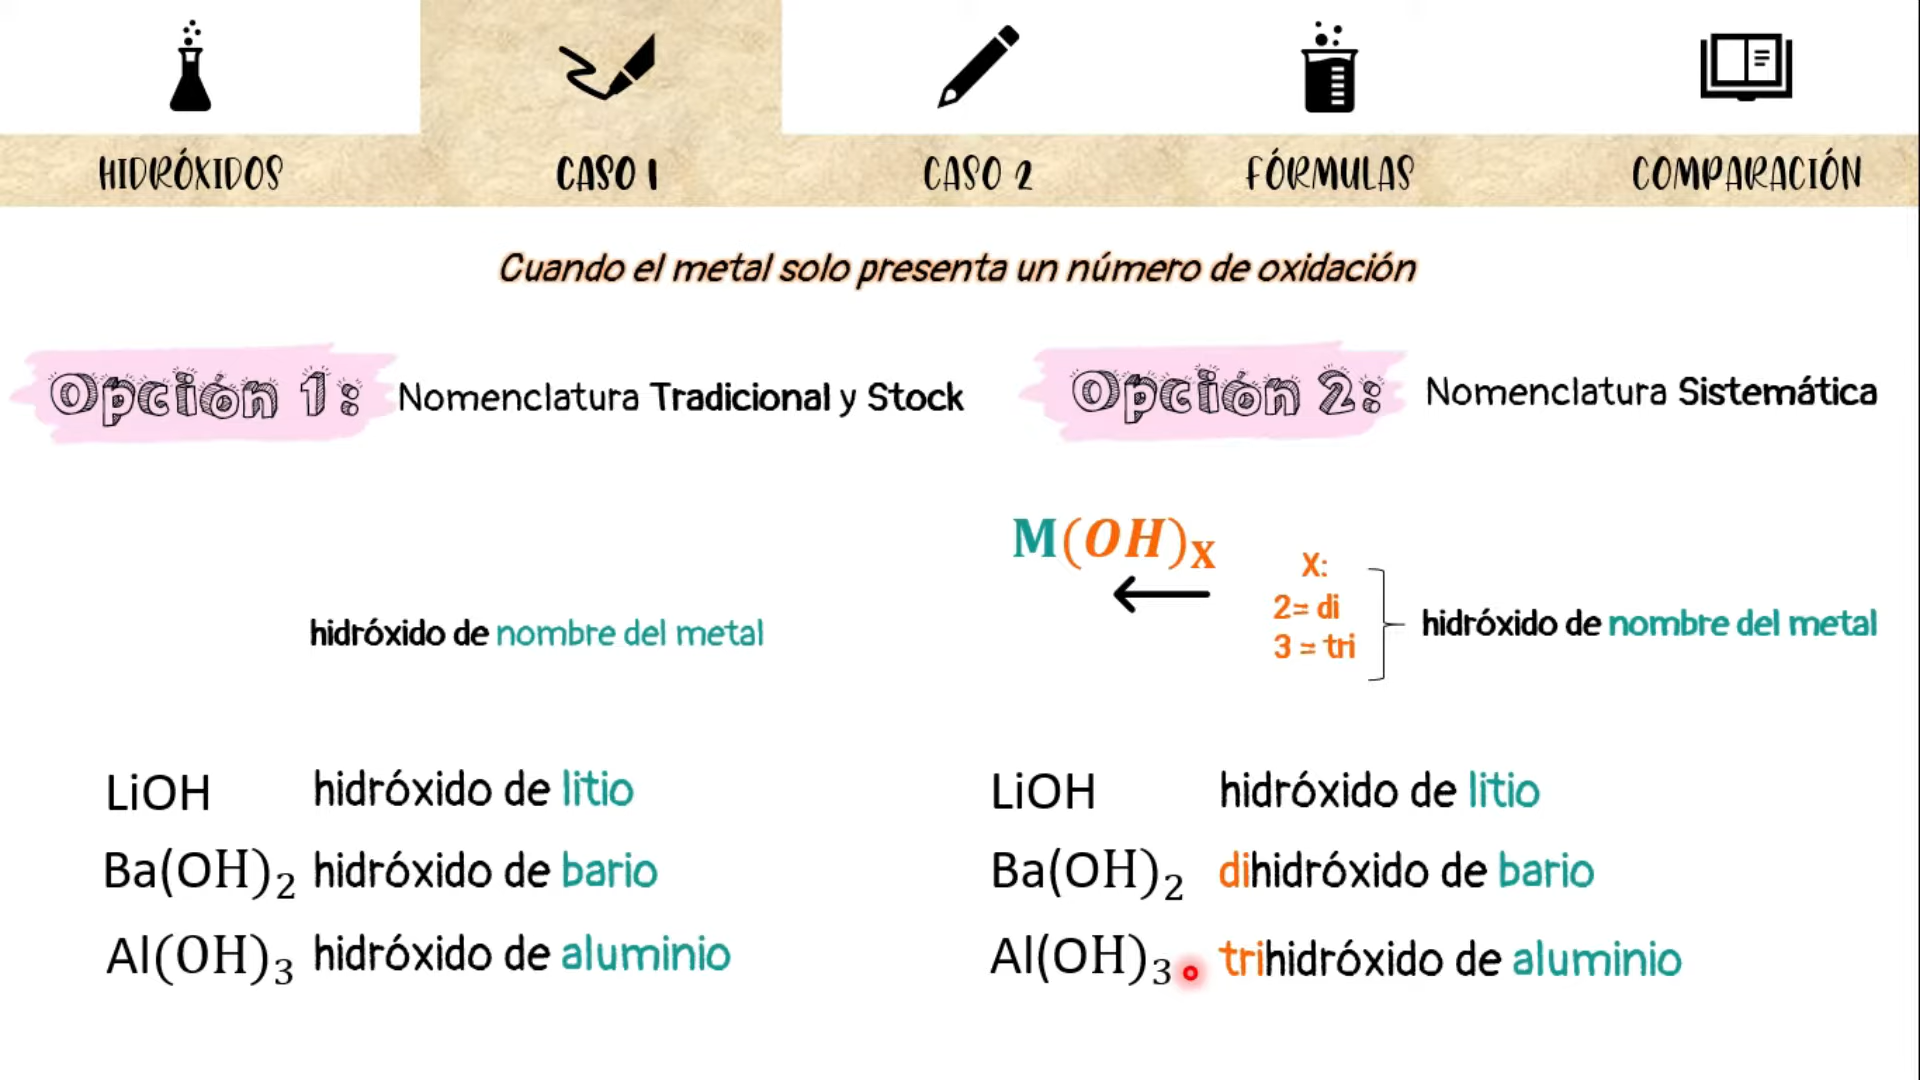 HIDRÓXIDOS
CASO 1
CASO 2
FÓRMULAS
COMPARACIÓN
Cuando el metal solo presenta un número de oxidación
Opción 1: Nomenclatura Tradicional y Stock
hidróxido de nombre del metal
LiOH hidróxido de litio
Ba(OH)₂ hidróxido de bario
Al(OH)₃ hidróxido de aluminio
Opción 2: Nomenclatura Sistemática
M(OH)X
X:
2= di
3 = tri
hidróxido de nombre del metal
LiOH hidróxido de litio
Ba(OH)₂ dihidróxido de bario
Al(OH)₃ trihidróxido de aluminio